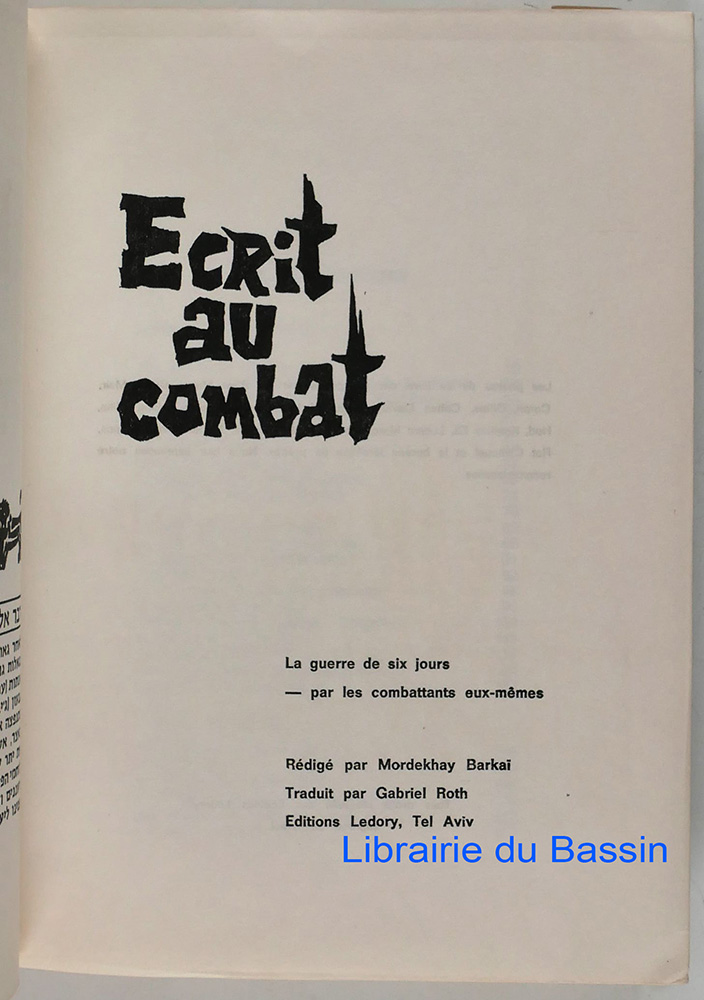 Ecrit
au
combat
La guerre de six jours
— par les combattants eux-mêmes
Rédigé par Mordekhay Barkaï
Traduit par Gabriel Roth
Editions Ledory, Tel Aviv
Librairie du Bassin